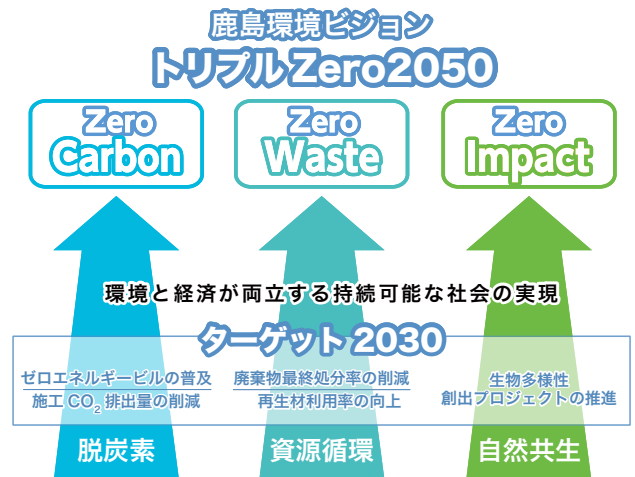 鹿島環境ビジョン
トリプルZero2050
Zero
Carbon
Zero
Waste
Zero
Impact
環境と経済が両立する持続可能な社会の実現
ターゲット2030
ゼロエネルギービルの普及
施工CO₂排出量の削減
廃棄物最終処分率の削減
再生材利用率の向上
生物多様性
創出プロジェクトの推進
脱炭素
資源循環
自然共生